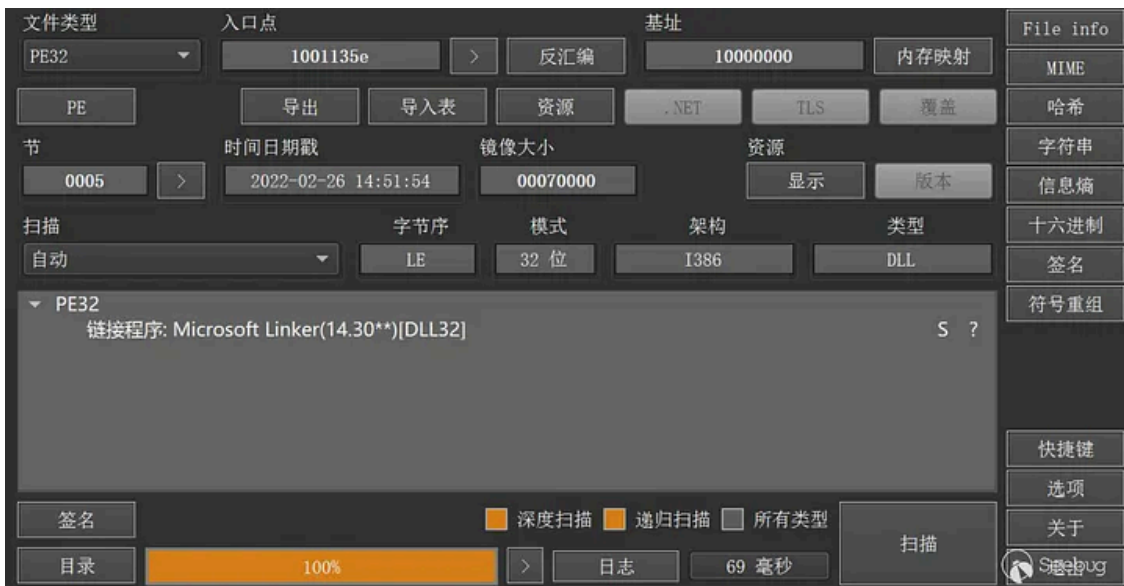 文件类型 入口点 基址 File info
PE32 1001135e > 反汇编 10000000 内存映射 MIME
PE 导出 导入表 资源 .NET TLS 覆盖 哈希
节 时间日期戳 镜像大小 资源 字符串
0005 > 2022-02-26 14:51:54 00070000 显示 版本 信息熵
扫描 字节序 模式 架构 类型 十六进制
自动 LE 32 位 I386 DLL 签名
PE32 符号重组
链接程序: Microsoft Linker(14.30**)[DLL32] S ?
快捷键
选项
签名 深度扫描 递归扫描 所有类型 扫描 关于
目录 100% > 日志 69 毫秒 Seebug